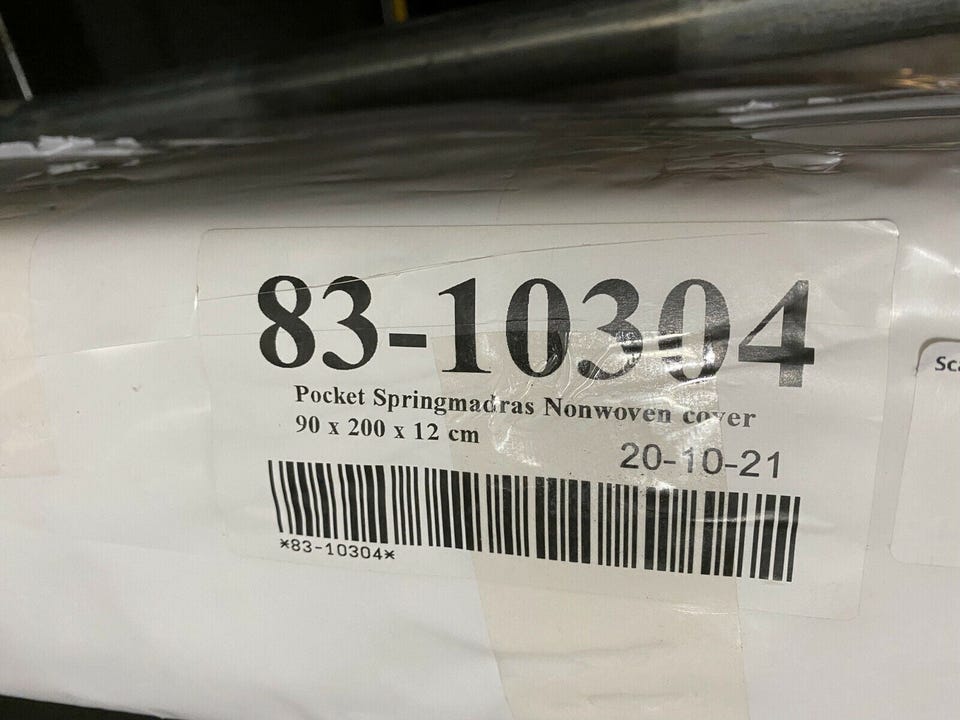 83-10304
Pocket Springmadras Nonwoven cover
90 x 200 x 12 cm
20-10-21
*83-10304*